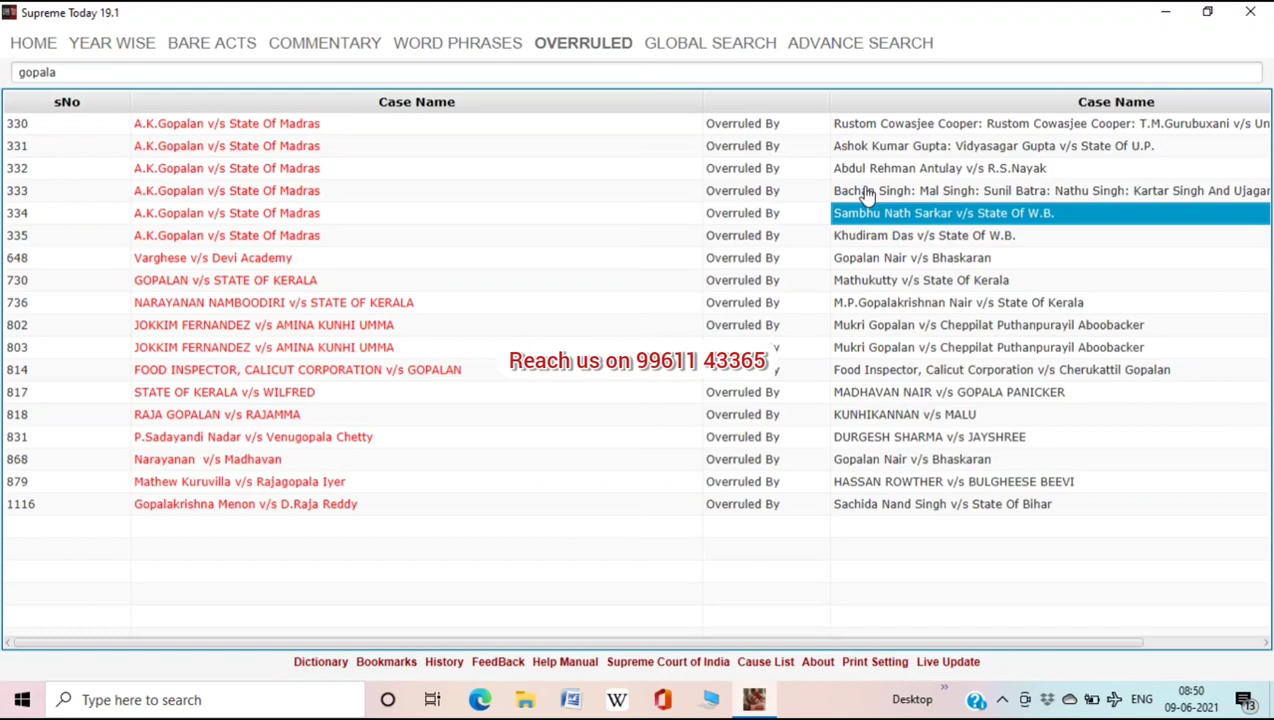 Supreme Today 19.1
HOME YEAR WISE BARE ACTS COMMENTARY WORD PHRASES OVERRULED GLOBAL SEARCH ADVANCE SEARCH
gopala
sNo Case Name Case Name
330 A.K.Gopalan v/s State Of Madras Overruled By Rustom Cowasjee Cooper: Rustom Cowasjee Cooper: T.M.Gurubuxani v/s Un
331 A.K.Gopalan v/s State Of Madras Overruled By Ashok Kumar Gupta: Vidyasagar Gupta v/s State Of U.P.
332 A.K.Gopalan v/s State Of Madras Overruled By Abdul Rehman Antulay v/s R.S.Nayak
333 A.K.Gopalan v/s State Of Madras Overruled By Bachan Singh: Mal Singh: Sunil Batra: Nathu Singh: Kartar Singh And Ujagar
334 A.K.Gopalan v/s State Of Madras Overruled By Sambhu Nath Sarkar v/s State Of W.B.
335 A.K.Gopalan v/s State Of Madras Overruled By Khudiram Das v/s State Of W.B.
648 Varghese v/s Devi Academy Overruled By Gopalan Nair v/s Bhaskaran
730 GOPALAN v/s STATE OF KERALA Overruled By Mathukutty v/s State Of Kerala
736 NARAYANAN NAMBOODIRI v/s STATE OF KERALA Overruled By M.P.Gopalakrishnan Nair v/s State Of Kerala
802 JOKKIM FERNANDEZ v/s AMINA KUNHI UMMA Overruled By Mukri Gopalan v/s Cheppilat Puthanpurayil Aboobacker
803 JOKKIM FERNANDEZ v/s AMINA KUNHI UMMA Overruled By Mukri Gopalan v/s Cheppilat Puthanpurayil Aboobacker
Reach us on 99611 43365
814 FOOD INSPECTOR, CALICUT CORPORATION v/s GOPALAN Overruled By Food Inspector, Calicut Corporation v/s Cherukattil Gopalan
817 STATE OF KERALA v/s WILFRED Overruled By MADHAVAN NAIR v/s GOPALA PANICKER
818 RAJA GOPALAN v/s RAJAMMA Overruled By KUNHIKANNAN v/s MALU
831 P.Sadayandi Nadar v/s Venugopala Chetty Overruled By DURGESH SHARMA v/s JAYSHREE
868 Narayanan v/s Madhavan Overruled By Gopalan Nair v/s Bhaskaran
879 Mathew Kuruvilla v/s Rajagopala Iyer Overruled By HASSAN ROWTHER v/s BULGHEESE BEEVI
1116 Gopalakrishna Menon v/s D.Raja Reddy Overruled By Sachida Nand Singh v/s State Of Bihar
Dictionary Bookmarks History FeedBack Help Manual Supreme Court of India Cause List About Print Setting Live Update
Type here to search Desktop ENG 08:50
09-06-2021 13